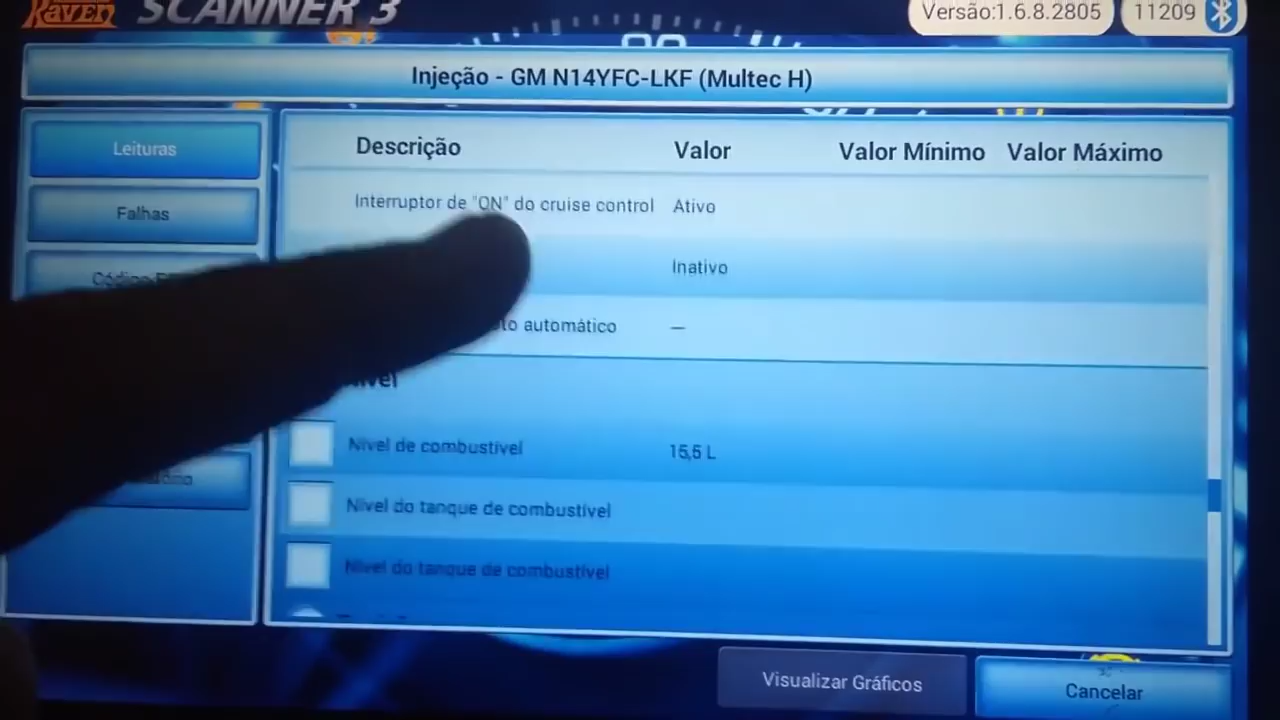 RAVEN SCANNER 3
Versão:1.6.8.2805
11209
Injeção - GM N14YFC-LKF (Multec H)
Leituras
Falhas
Descrição
Valor
Valor Mínimo
Valor Máximo
Interruptor de "ON" do cruise control
Ativo
Inativo
automático
—
Nível de combustível
15,5 L
Nível do tanque de combustível
Nível do tanque de combustível
Visualizar Gráficos
Cancelar